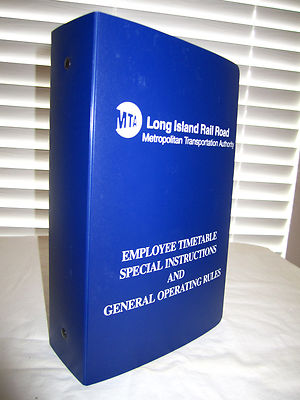 MTA
Long Island Rail Road
Metropolitan Transportation Authority
EMPLOYEE TIMETABLE
SPECIAL INSTRUCTIONS
AND
GENERAL OPERATING RULES